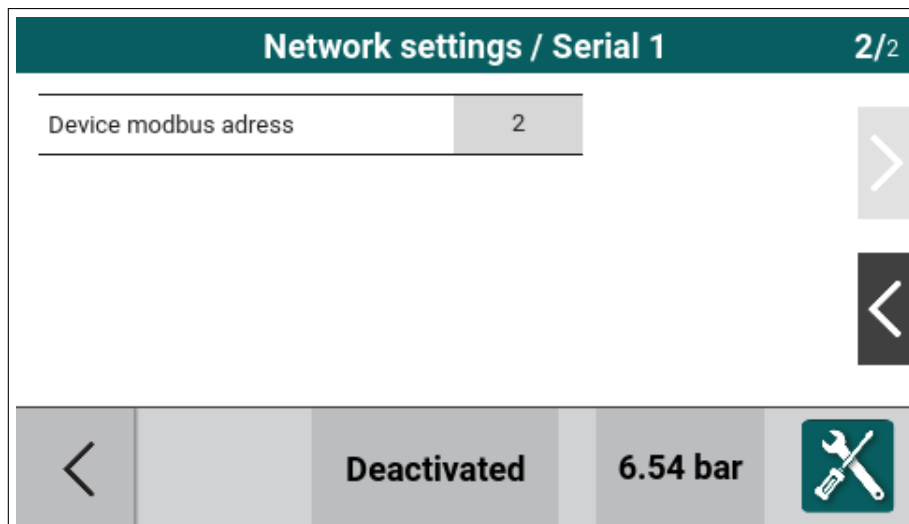 Network settings / Serial 1 2/2
Device modbus adress 2
Deactivated 6.54 bar